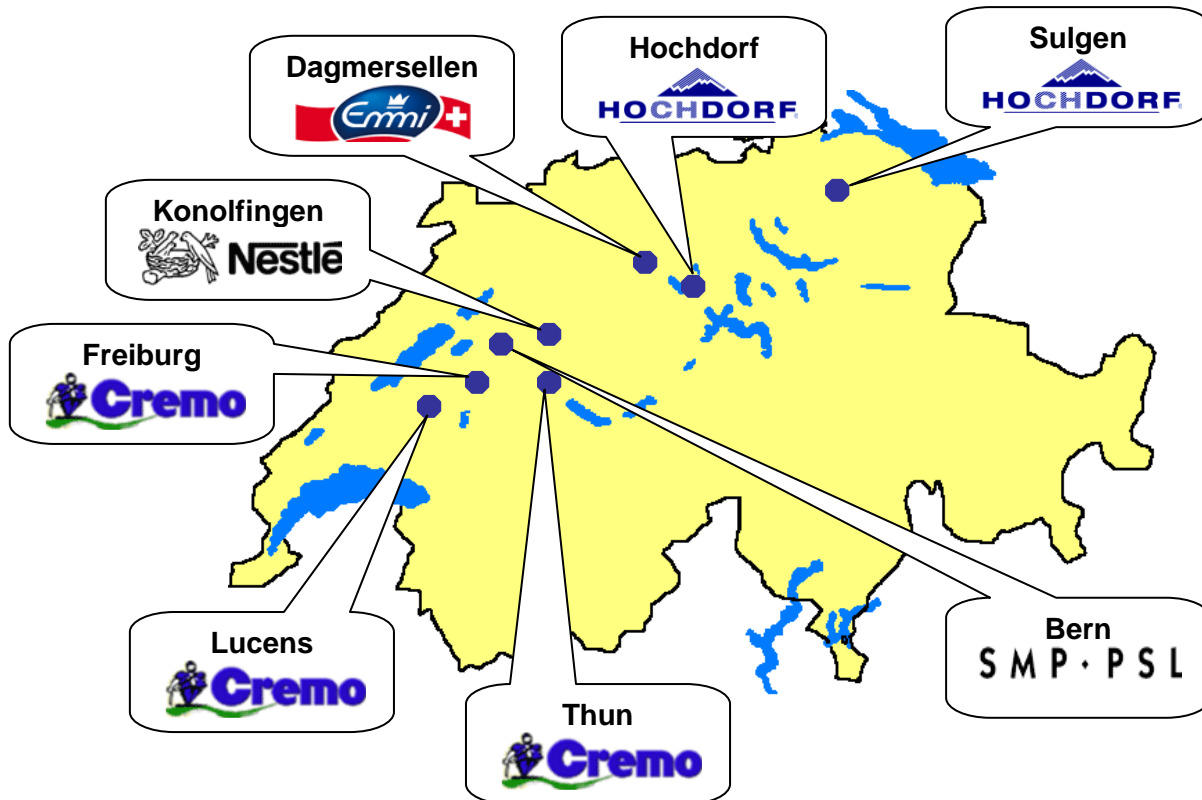 Dagmersellen
Emmi
Hochdorf
HOCHDORF
Sulgen
HOCHDORF
Konolfingen
Nestlé
Freiburg
Cremo
Lucens
Cremo
Thun
Cremo
Bern
SMP·PSL